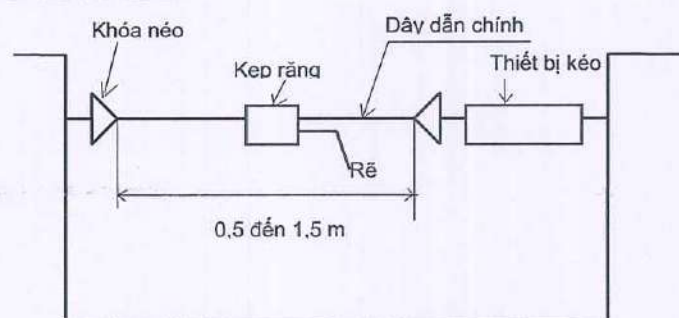 Khóa néo
Dây dẫn chính
Kẹp răng
Thiết bị kéo
Rẽ
0,5 đến 1,5 m